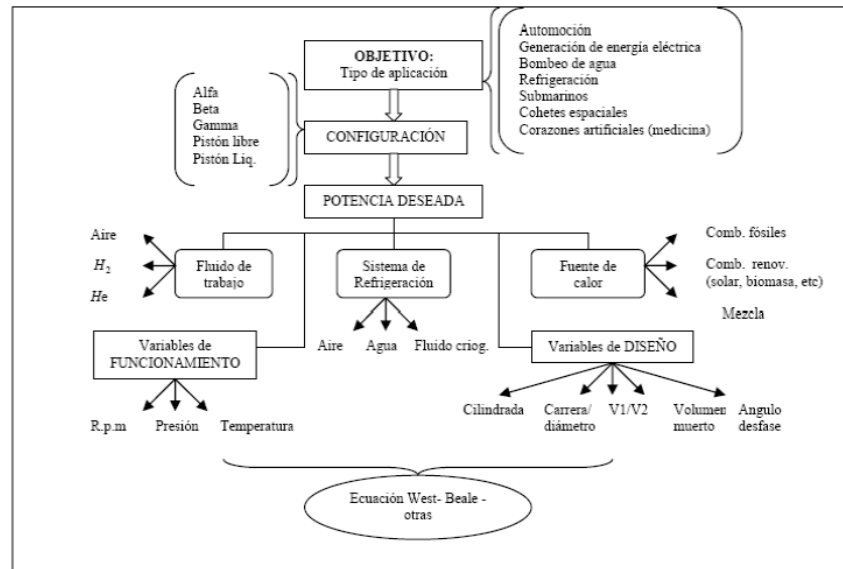 OBJETIVO:
Tipo de aplicación
Automoción
Generación de energía eléctrica
Bombeo de agua
Refrigeración
Submarinos
Cohetes espaciales
Corazones artificiales (medicina)
Alfa
Beta
Gamma
Pistón libre
Pistón Liq.
CONFIGURACIÓN
POTENCIA DESEADA
Aire
H₂
He
Fluido de
trabajo
Sistema de
Refrigeración
Fuente de
calor
Comb. fósiles
Comb. renov.
(solar, biomasa, etc)
Mezcla
Variables de
FUNCIONAMIENTO
Aire
Agua
Fluido criog.
Variables de DISEÑO
R.p.m
Presión
Temperatura
Cilindrada
Carrera/
diámetro
V1/V2
Volumen
muerto
Angulo
desfase
Ecuación West- Beale -
otras